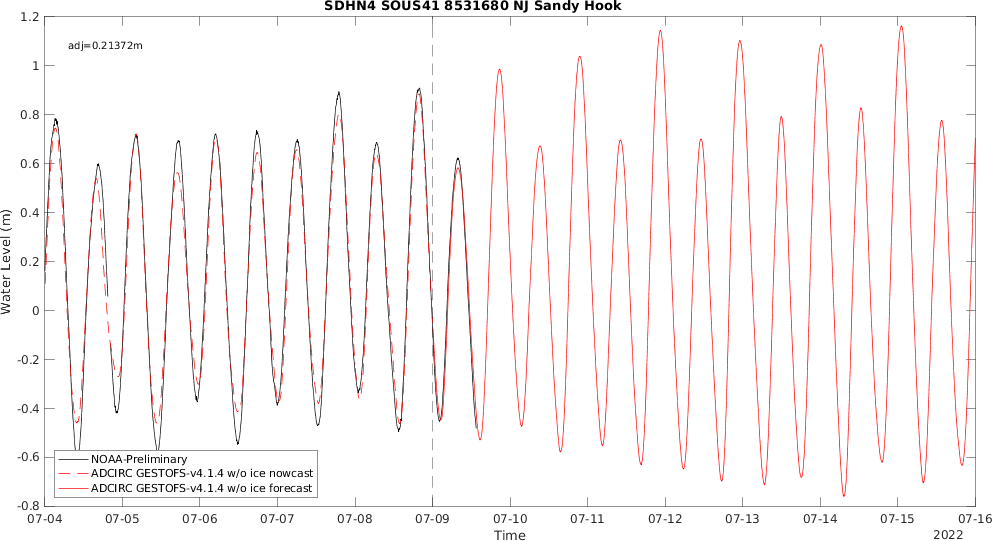 SDHN4 SOUS41 8531680 NJ Sandy Hook
adj=0.21372m
Water Level (m)
1.2
1
0.8
0.6
0.4
0.2
0
-0.2
-0.4
-0.6
-0.8
NOAA-Preliminary
ADCIRC GESTOFS-v4.1.4 w/o ice nowcast
ADCIRC GESTOFS-v4.1.4 w/o ice forecast
07-04 07-05 07-06 07-07 07-08 07-09 07-10 07-11 07-12 07-13 07-14 07-15 07-16
Time
2022